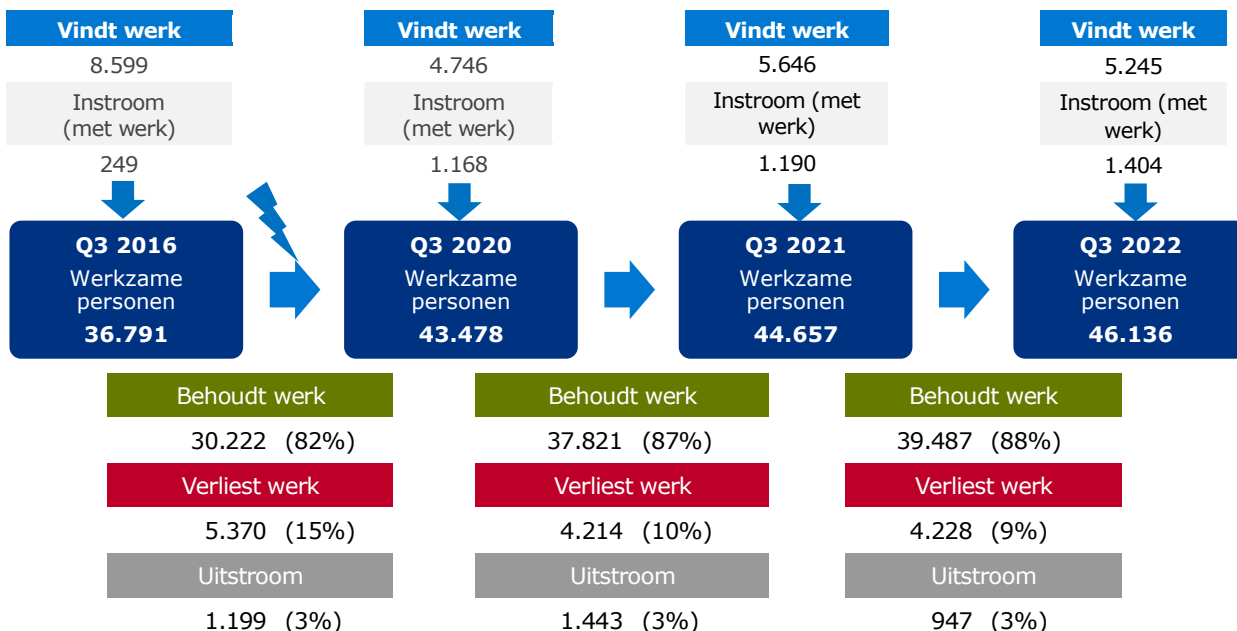 Vindt werk
8.599
Instroom
(met werk)
249
Vindt werk
4.746
Instroom
(met werk)
1.168
Vindt werk
5.646
Instroom (met
werk)
1.190
Vindt werk
5.245
Instroom (met
werk)
1.404
Q3 2016
Werkzame
personen
36.791
Q3 2020
Werkzame
personen
43.478
Q3 2021
Werkzame
personen
44.657
Q3 2022
Werkzame
personen
46.136
Behoudt werk
30.222 (82%)
Verliest werk
5.370 (15%)
Uitstroom
1.199 (3%)
Behoudt werk
37.821 (87%)
Verliest werk
4.214 (10%)
Uitstroom
1.443 (3%)
Behoudt werk
39.487 (88%)
Verliest werk
4.228 (9%)
Uitstroom
947 (3%)